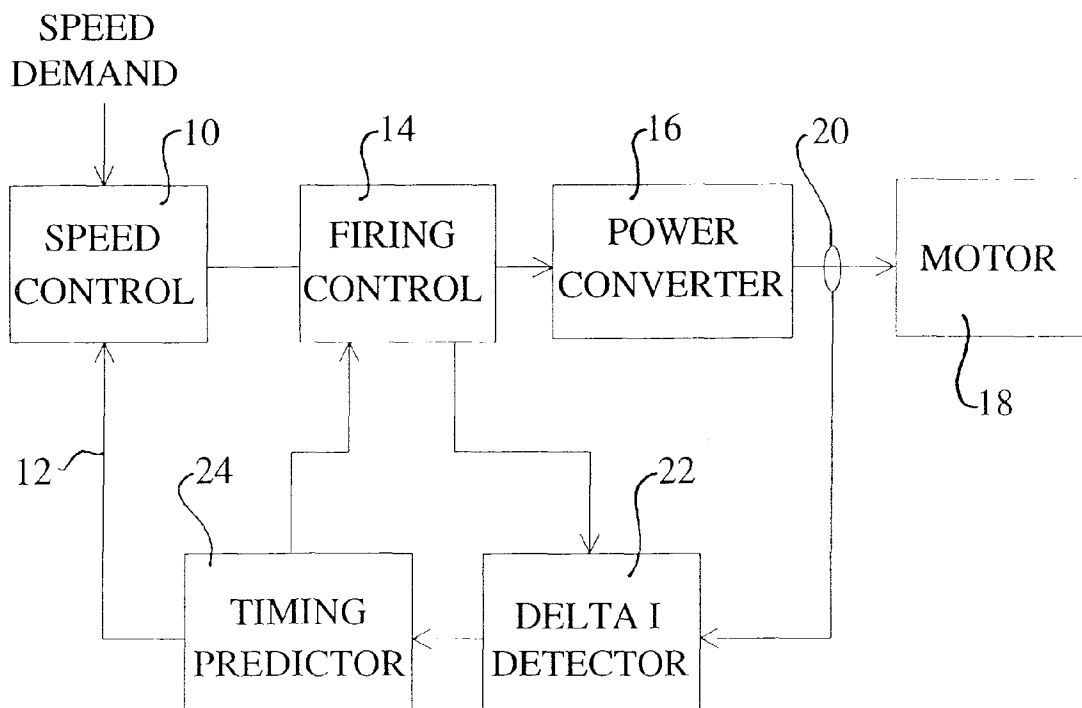 SPEED
DEMAND
10
14
16
20
SPEED
CONTROL
FIRING
CONTROL
POWER
CONVERTER
MOTOR
18
12
24
22
TIMING
PREDICTOR
DELTA I
DETECTOR